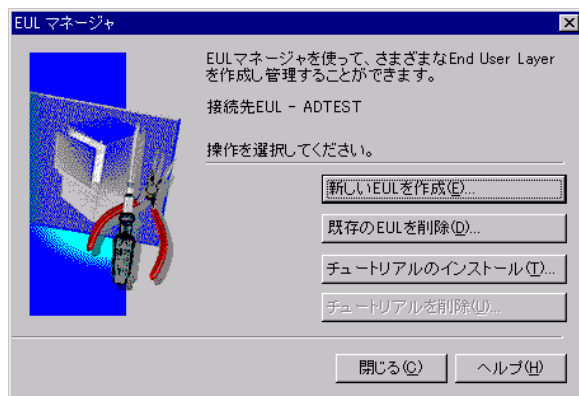 EUL マネージャ
EULマネージャを使って、さまざまなEnd User Layer
を作成し管理することができます。
接続先EUL - ADTEST
操作を選択してください。
新しいEULを作成(E)...
既存のEULを削除(D)...
チュートリアルのインストール(T)...
チュートリアルを削除(U)...
閉じる(C)
ヘルプ(H)